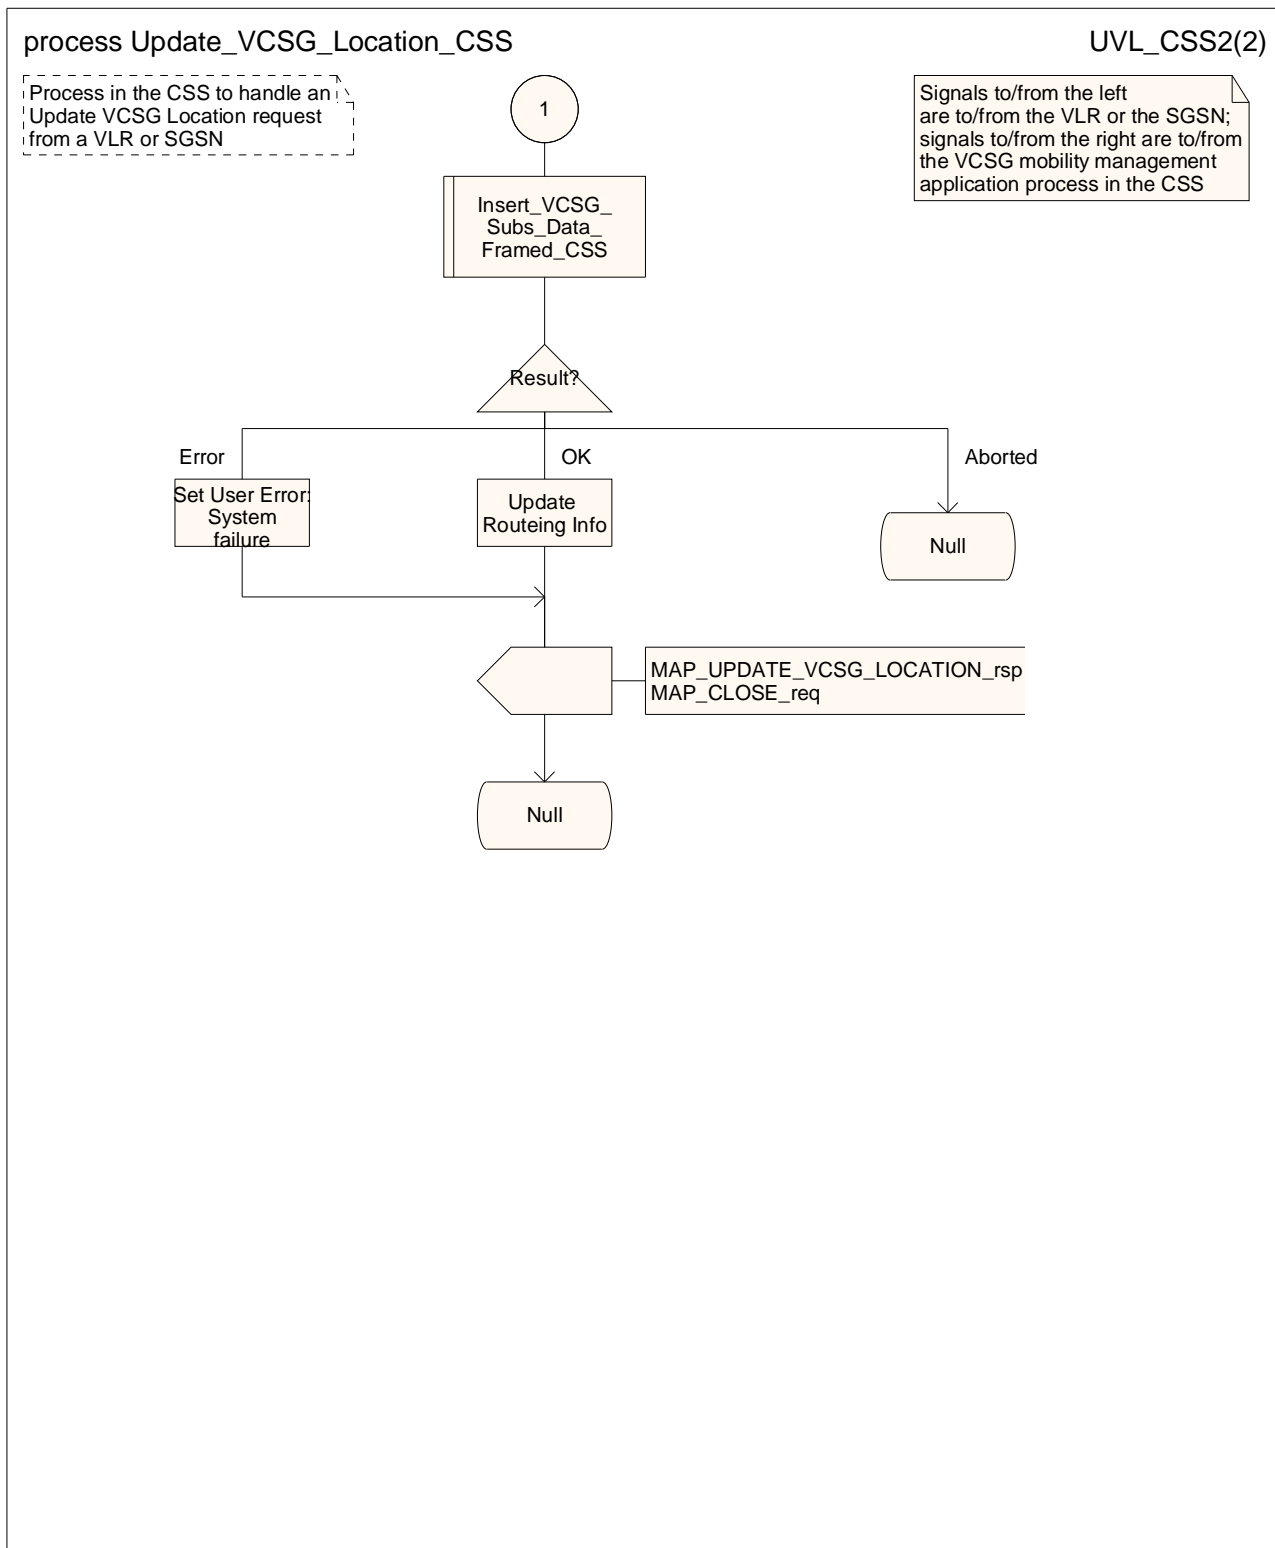 process Update_VCSG_Location_CSS
UVL_CSS2(2)
Process in the CSS to handle an
Update VCSG Location request
from a VLR or SGSN
1
Signals to/from the left
are to/from the VLR or the SGSN;
signals to/from the right are to/from
the VCSG mobility management
application process in the CSS
Insert_VCSG_
Subs_Data_
Framed_CSS
Result?
Error
OK
Aborted
Set User Error:
System
failure
Update
Routeing Info
Null
MAP_UPDATE_VCSG_LOCATION_rsp
MAP_CLOSE_req
Null